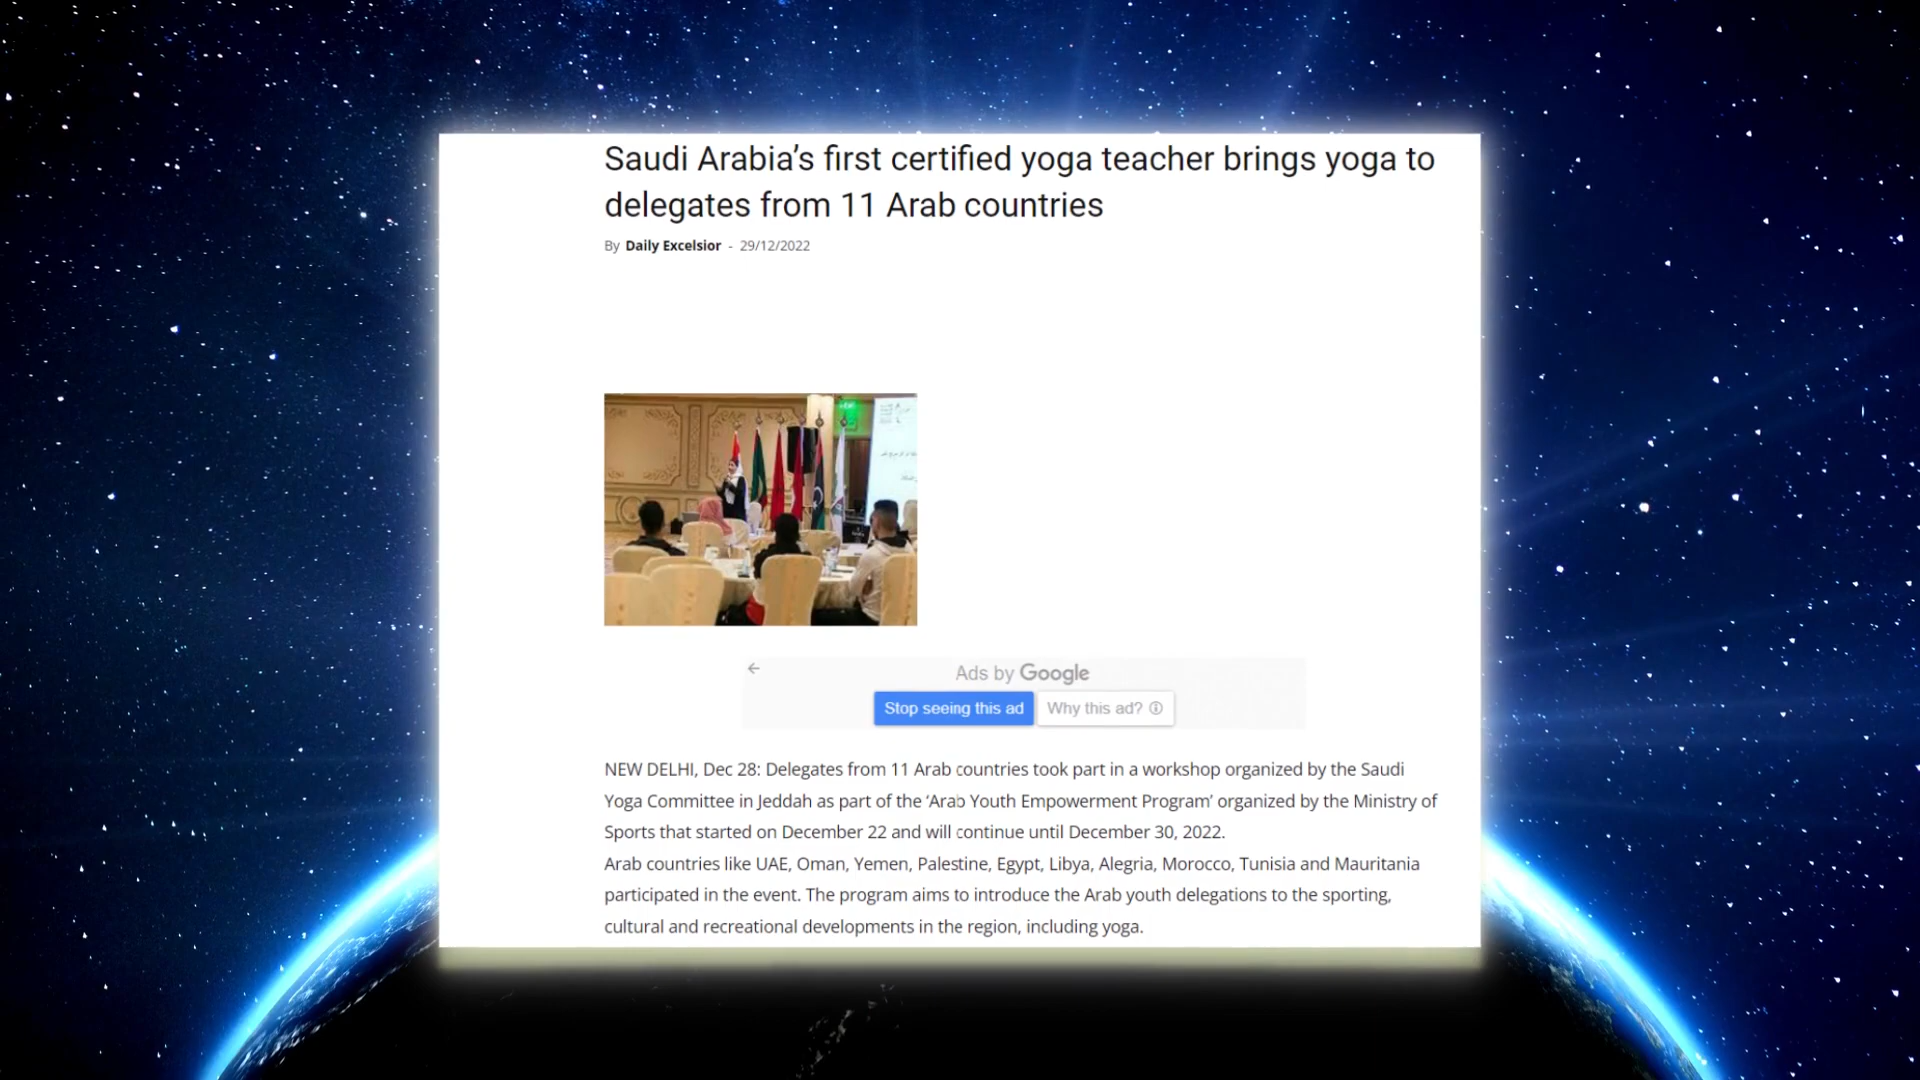 Saudi Arabia’s first certified yoga teacher brings yoga to
delegates from 11 Arab countries
By Daily Excelsior - 29/12/2022
Ads by Google
Stop seeing this ad
Why this ad?
NEW DELHI, Dec 28: Delegates from 11 Arab countries took part in a workshop organized by the Saudi
Yoga Committee in Jeddah as part of the ‘Arab Youth Empowerment Program’ organized by the Ministry of
Sports that started on December 22 and will continue until December 30, 2022.
Arab countries like UAE, Oman, Yemen, Palestine, Egypt, Libya, Alegria, Morocco, Tunisia and Mauritania
participated in the event. The program aims to introduce the Arab youth delegations to the sporting,
cultural and recreational developments in the region, including yoga.